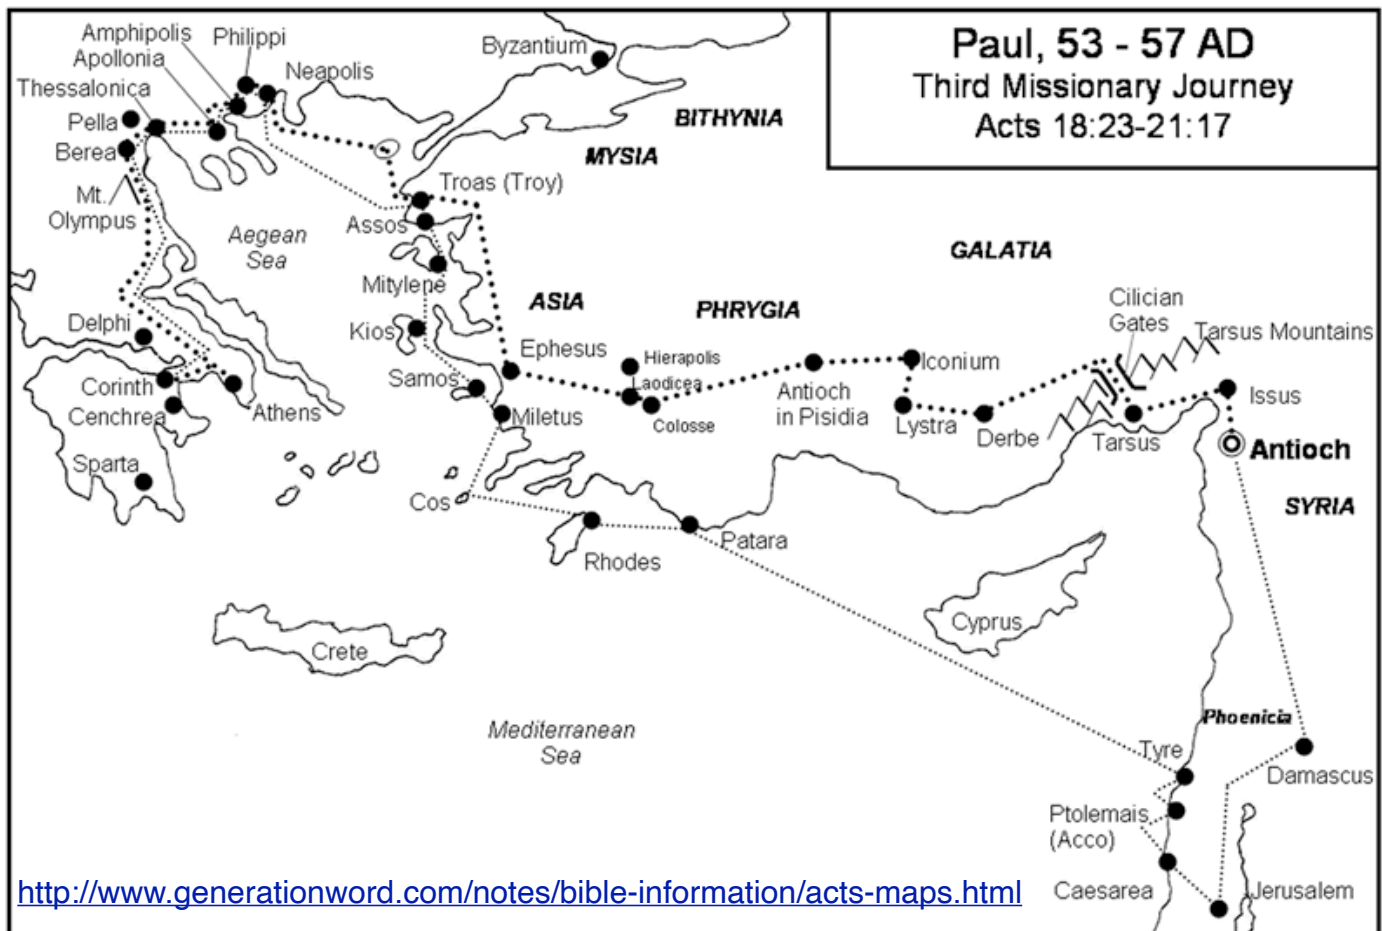 Paul, 53 - 57 AD
Third Missionary Journey
Acts 18:23-21:17
Amphipolis
Philippi
Apollonia
Neapolis
Thessalonica
Pella
Berea
Mt.
Olympus
Byzantium
BITHYNIA
MYSIA
Troas (Troy)
Assos
Aegean
Sea
Mitylene
GALATIA
ASIA
PHRYGIA
Cilician
Gates
Tarsus Mountains
Delphi
Kios
Ephesus
Hierapolis
Iconium
Laodicea
Samos
Corinth
Antioch
in Pisidia
Issus
Cenchrea
Athens
Miletus
Colosse
Lystra
Derbe
Tarsus
Antioch
Sparta
Cos
SYRIA
Rhodes
Patara
Cyprus
Crete
Mediterranean
Sea
Phoenicia
Tyre
Damascus
Ptolemais
(Acco)
Caesarea
Jerusalem
http://www.generationword.com/notes/bible-information/acts-maps.html